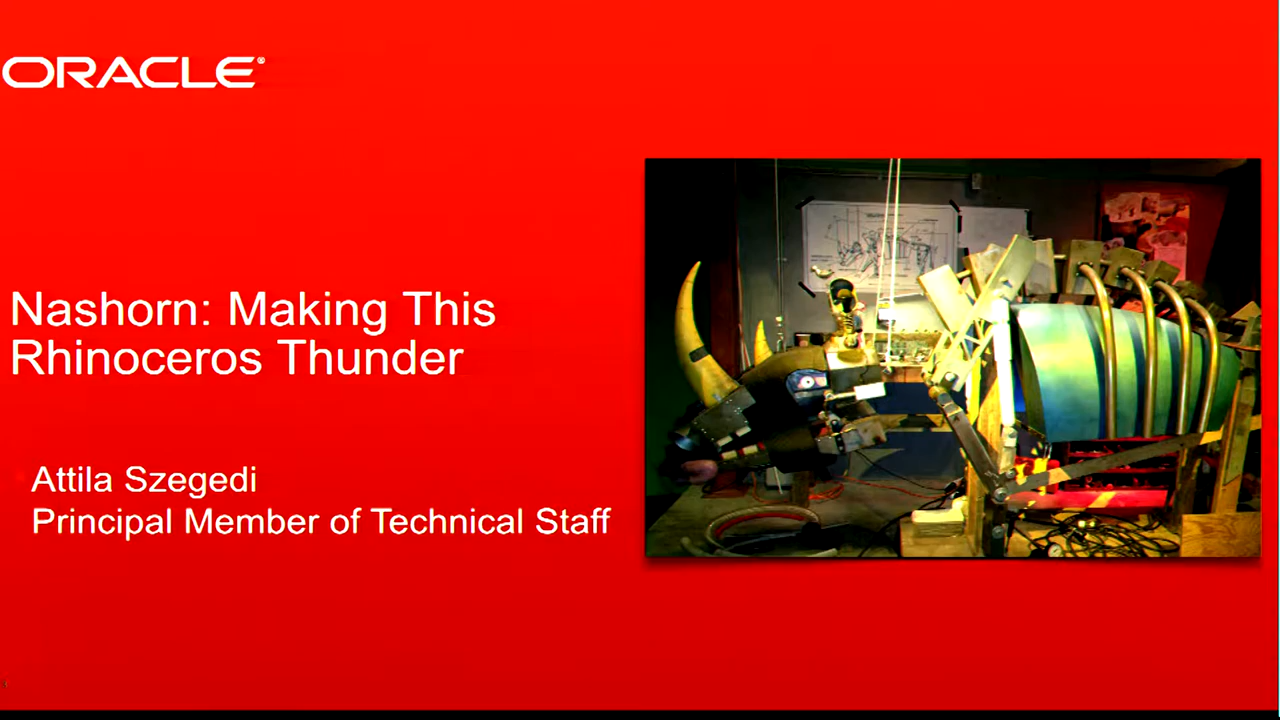 ORACLE®
Nashorn: Making This
Rhinoceros Thunder
Attila Szegedi
Principal Member of Technical Staff